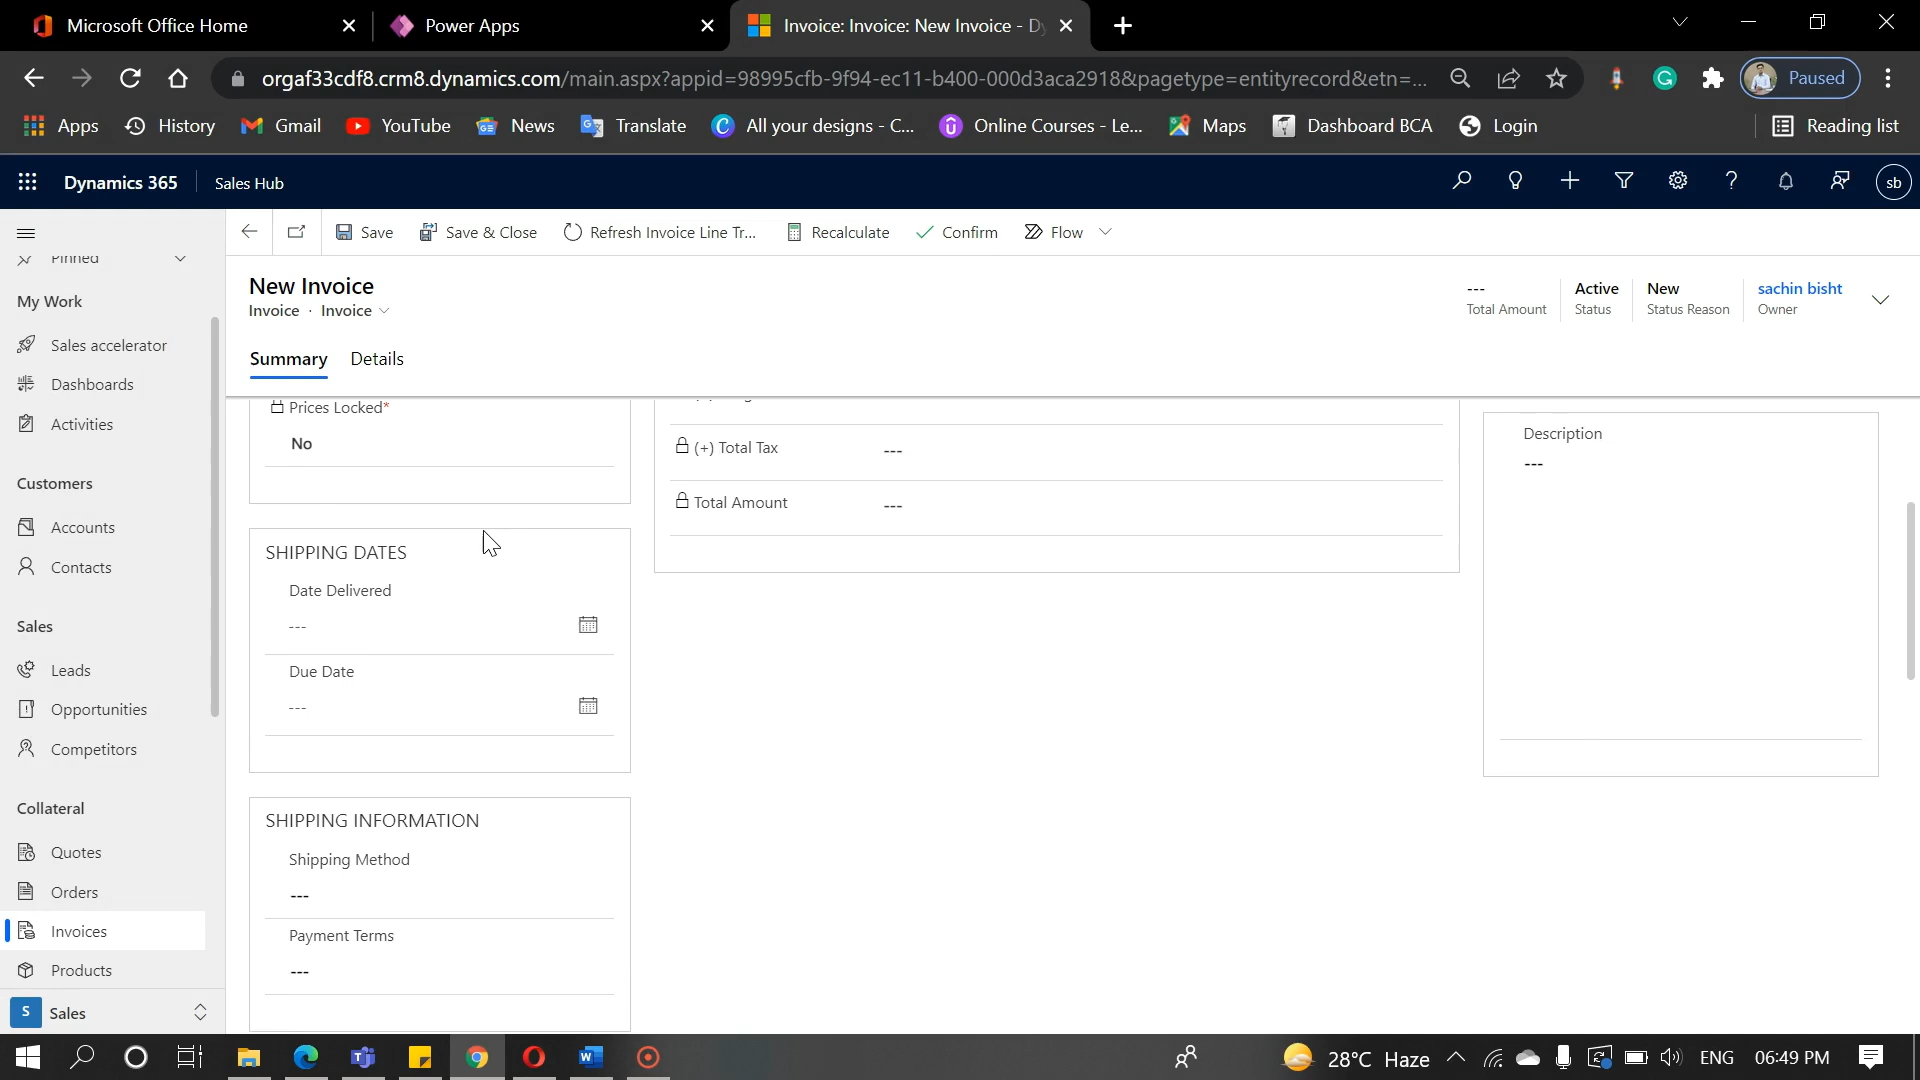 Microsoft Office Home
Power Apps
Invoice: Invoice: New Invoice - Dy
orgaf33cdf8.crm8.dynamics.com/main.aspx?appid=98995cfb-9f94-ec11-b400-000d3aca2918&pagetype=entityrecord&etn=...
Paused
Apps
History
Gmail
YouTube
News
Translate
All your designs - C...
Online Courses - Le...
Maps
Dashboard BCA
Login
Reading list
Dynamics 365
Sales Hub
sb
Save
Save & Close
Refresh Invoice Line Tr...
Recalculate
Confirm
Flow
Pinned
My Work
Sales accelerator
Dashboards
Activities
Customers
Accounts
Contacts
Sales
Leads
Opportunities
Competitors
Collateral
Quotes
Orders
Invoices
Products
S Sales
New Invoice
Invoice · Invoice
---
Total Amount
Active
Status
New
Status Reason
sachin bisht
Owner
Summary
Details
Prices Locked*
No
SHIPPING DATES
Date Delivered
---
Due Date
---
SHIPPING INFORMATION
Shipping Method
---
Payment Terms
---
(+) Total Tax
---
Total Amount
---
Description
---
28°C Haze
ENG
06:49 PM